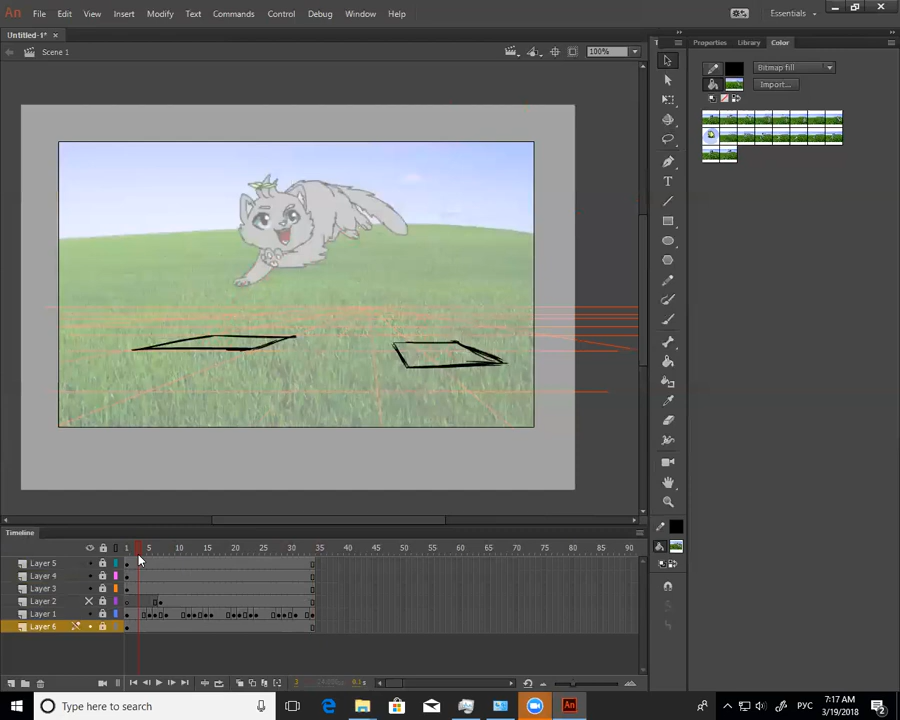 An File Edit View Insert Modify Text Commands Control Debug Window Help Essentials
Untitled-1* ×
Scene 1 100%
Properties Library Color
Bitmap fill
Import...
Timeline
1 5 10 15 20 25 30 35 40 45 50 55 60 65 70 75 80 85 90
Layer 5
Layer 4
Layer 3
Layer 2
Layer 1
Layer 6
3
Type here to search
An
РУС
7:17 AM
3/19/2018